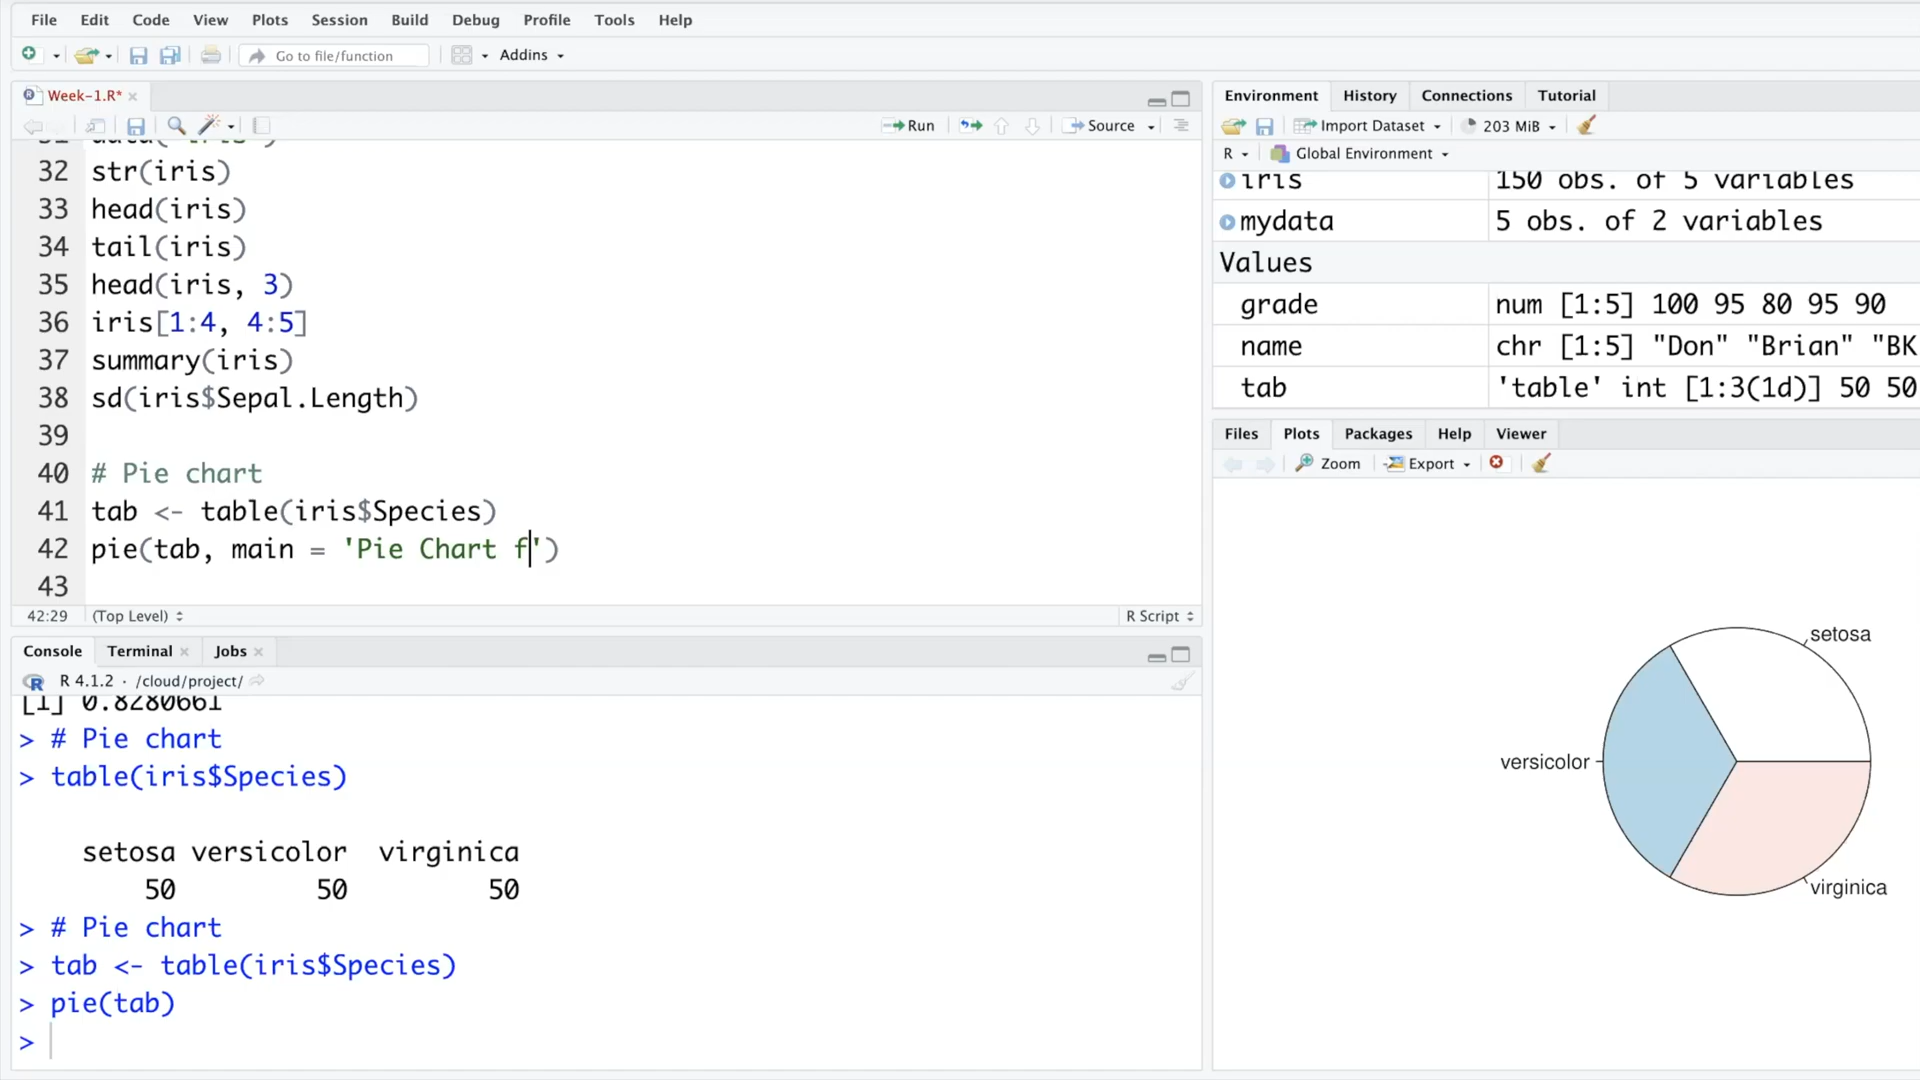 File Edit Code View Plots Session Build Debug Profile Tools Help
Go to file/function Addins
Week-1.R*
Run Source
31 data("iris")
32 str(iris)
33 head(iris)
34 tail(iris)
35 head(iris, 3)
36 iris[1:4, 4:5]
37 summary(iris)
38 sd(iris$Sepal.Length)
39
40 # Pie chart
41 tab <- table(iris$Species)
42 pie(tab, main = 'Pie Chart f')
43
42:29 (Top Level) R Script
Console Terminal Jobs
R 4.1.2 · /cloud/project/
[1] 0.8280661
> # Pie chart
> table(iris$Species)
setosa versicolor virginica
50 50 50
> # Pie chart
> tab <- table(iris$Species)
> pie(tab)
>
Environment History Connections Tutorial
Import Dataset 203 MiB
R Global Environment
iris 150 obs. of 5 variables
mydata 5 obs. of 2 variables
Values
grade num [1:5] 100 95 80 95 90
name chr [1:5] "Don" "Brian" "BK
tab 'table' int [1:3(1d)] 50 50
Files Plots Packages Help Viewer
Zoom Export
setosa
versicolor
virginica